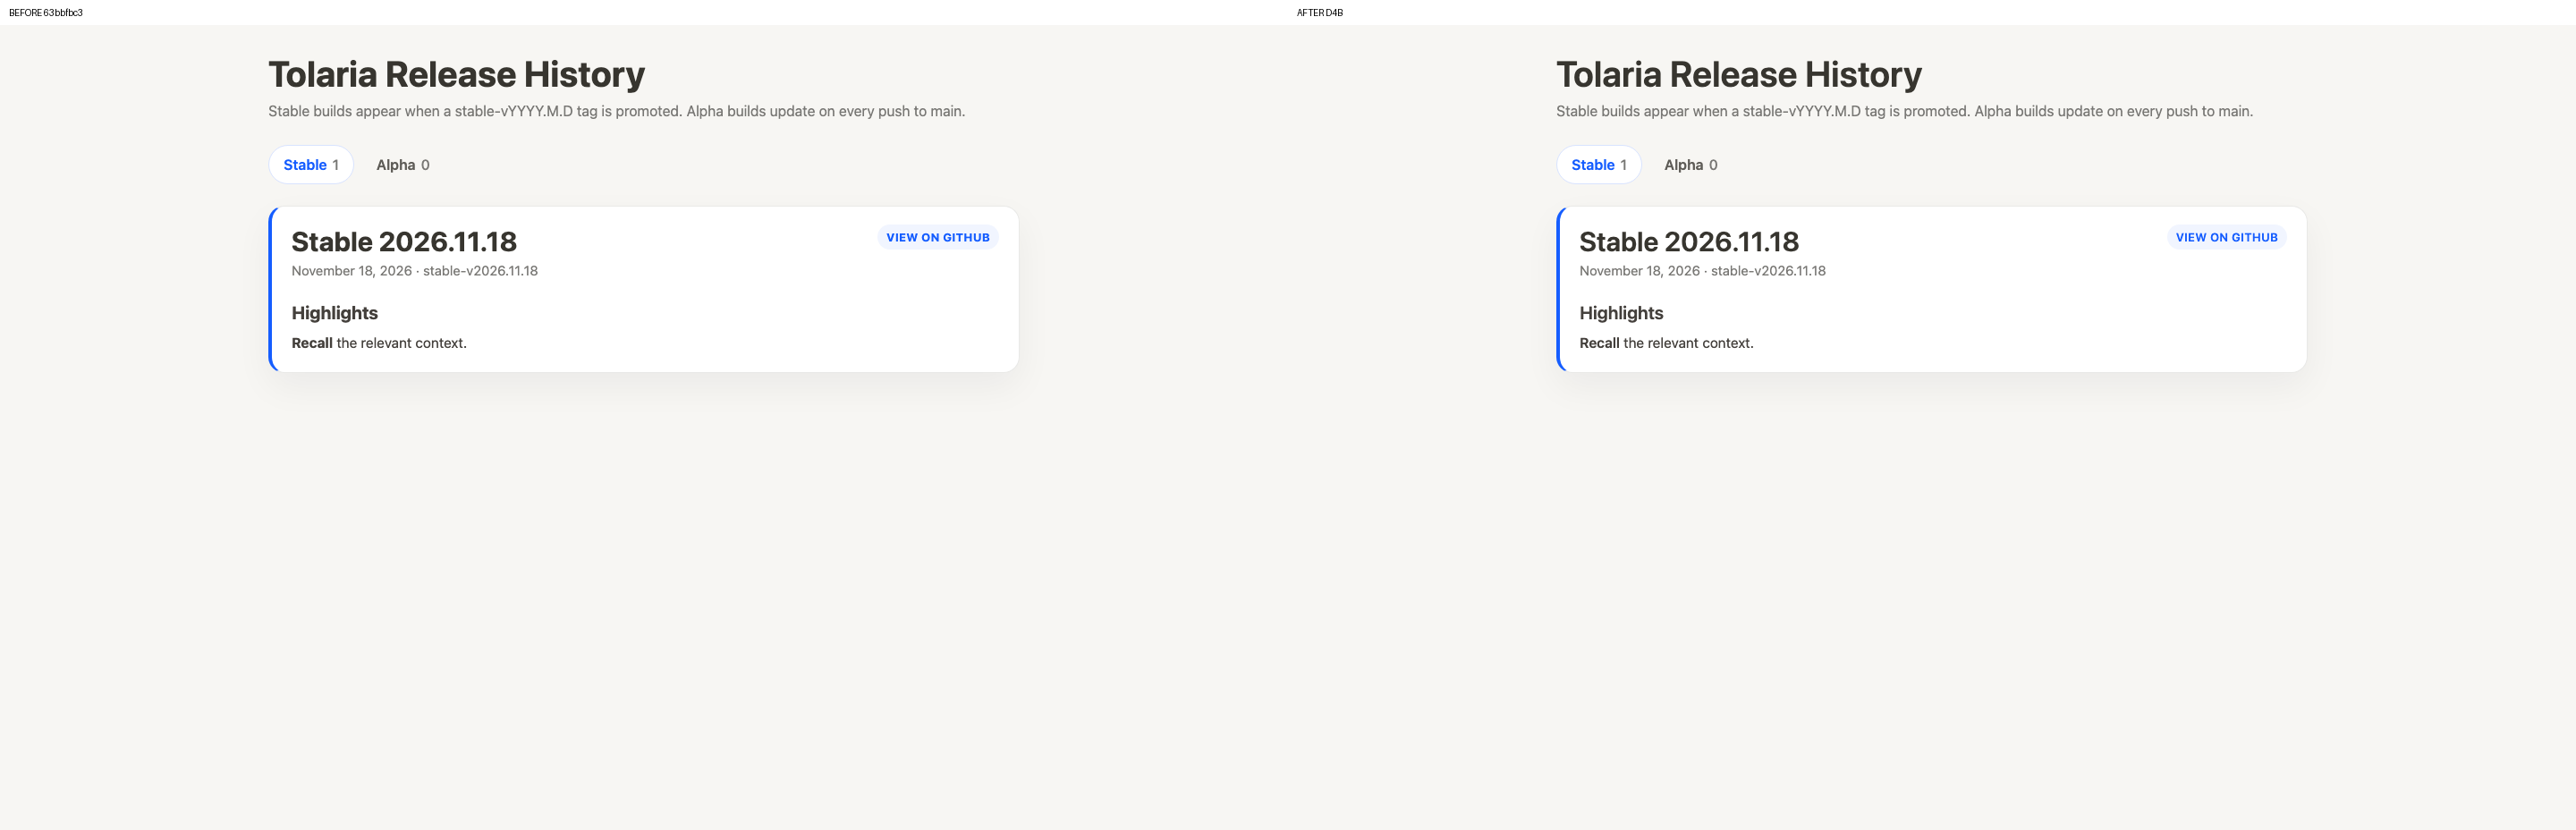 BEFORE 63bbfbc3
AFTER D4B
Tolaria Release History
Stable builds appear when a stable-vYYYY.M.D tag is promoted. Alpha builds update on every push to main.
Stable 1 Alpha 0
Stable 2026.11.18
VIEW ON GITHUB
November 18, 2026 · stable-v2026.11.18
Highlights
Recall the relevant context.
Tolaria Release History
Stable builds appear when a stable-vYYYY.M.D tag is promoted. Alpha builds update on every push to main.
Stable 1 Alpha 0
Stable 2026.11.18
VIEW ON GITHUB
November 18, 2026 · stable-v2026.11.18
Highlights
Recall the relevant context.